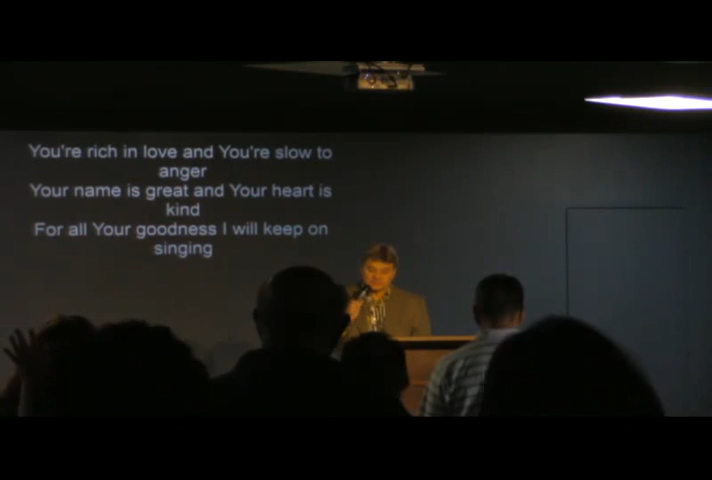 You're rich in love and You're slow to
anger
Your name is great and Your heart is
kind
For all Your goodness I will keep on
singing